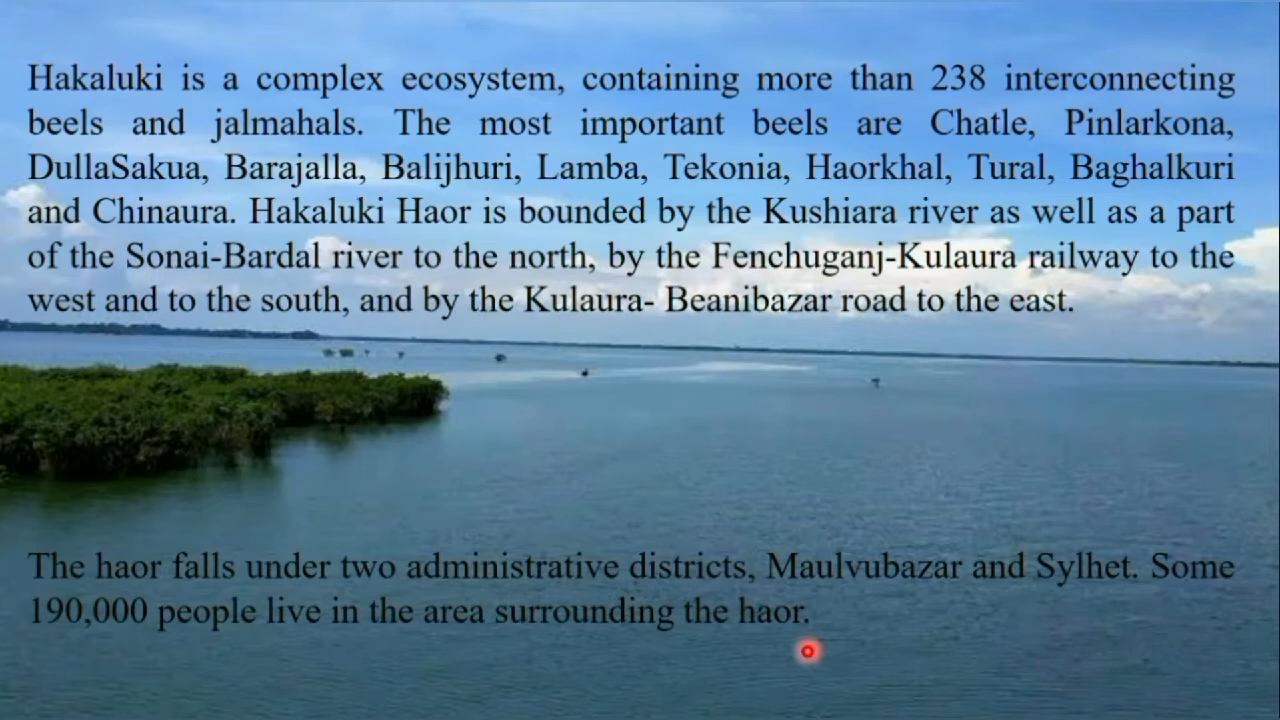 Hakaluki is a complex ecosystem, containing more than 238 interconnecting
beels and jalmahals. The most important beels are Chatle, Pinlarkona,
DullaSakua, Barajalla, Balijhuri, Lamba, Tekonia, Haorkhal, Tural, Baghalkuri
and Chinaura. Hakaluki Haor is bounded by the Kushiara river as well as a part
of the Sonai-Bardal river to the north, by the Fenchuganj-Kulaura railway to the
west and to the south, and by the Kulaura- Beanibazar road to the east.
The haor falls under two administrative districts, Maulvubazar and Sylhet. Some
190,000 people live in the area surrounding the haor.